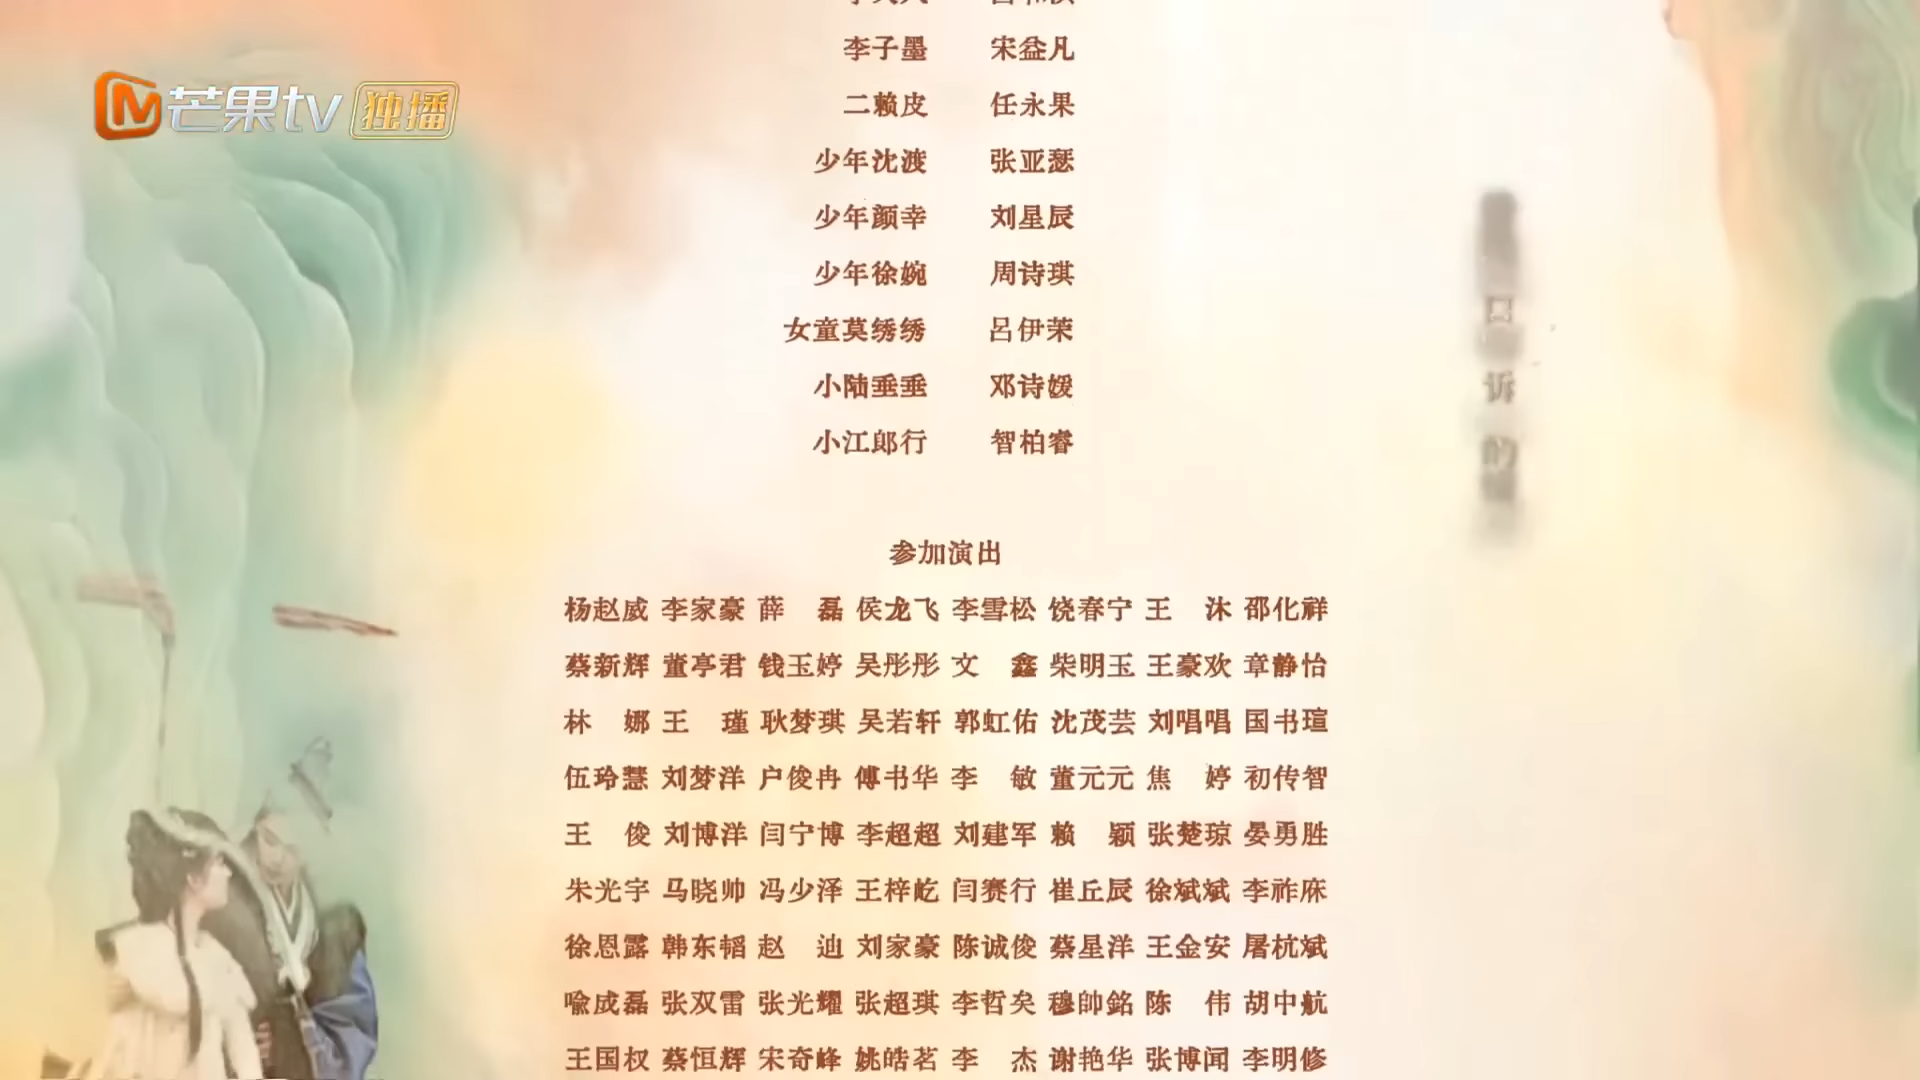 芒果tv 独播
李子墨 宋益凡
二赖皮 任永果
少年沈渡 张亚瑟
少年颜幸 刘星辰
少年徐婉 周诗琪
女童莫绣绣 吕伊荣
小陆垂垂 邓诗媛
小江郎行 智柏睿
诉
的
参加演出
杨赵威 李家豪 薛 磊 侯龙飞 李雪松 饶春宁 王 沐 邵化祥
蔡新辉 董亭君 钱玉婷 吴彤彤 文 鑫 柴明玉 王豪欢 章静怡
林 娜 王 瑾 耿梦琪 吴若轩 郭虹佑 沈茂芸 刘唱唱 国书瑄
伍玲慧 刘梦洋 户俊冉 傅书华 李 敏 董元元 焦 婷 初传智
王 俊 刘博洋 闫宁博 李超超 刘建军 赖 颖 张楚琼 晏勇胜
朱光宇 马晓帅 冯少泽 王梓屹 闫赛行 崔丘辰 徐斌斌 李祚庥
徐恩露 韩东韬 赵 迪 刘家豪 陈诚俊 蔡星洋 王金安 屠杭斌
喻成磊 张双雷 张光耀 张超琪 李哲矣 穆帥銘 陈 伟 胡中航
王国权 蔡恒辉 宋奇峰 姚皓茗 李 杰 谢艳华 张博闻 李明修